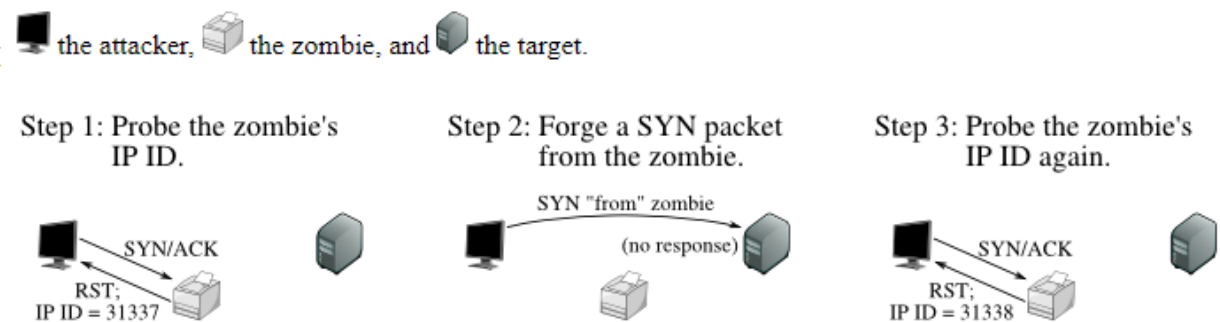 the attacker, the zombie, and the target.
Step 1: Probe the zombie's
IP ID.
SYN/ACK
RST;
IP ID = 31337
Step 2: Forge a SYN packet
from the zombie.
SYN "from" zombie
(no response)
Step 3: Probe the zombie's
IP ID again.
SYN/ACK
RST;
IP ID = 31338